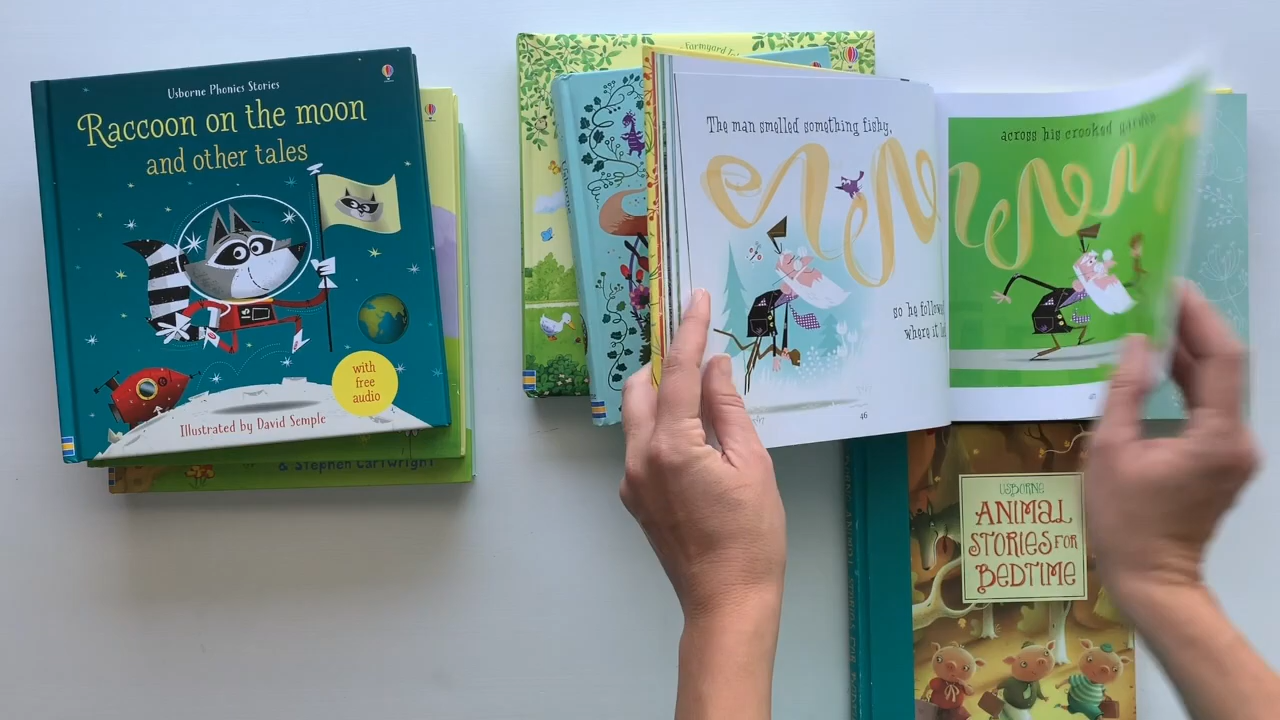 Usborne Phonics Stories
Raccoon on the moon
and other tales
with
free
audio
Illustrated by David Semple
& Stephen Cartwright
The man smelled something fishy,
so he followed
where it led
46
across his crooked garden
USBORNE
ANIMAL
STORIES FOR
BEDTIME